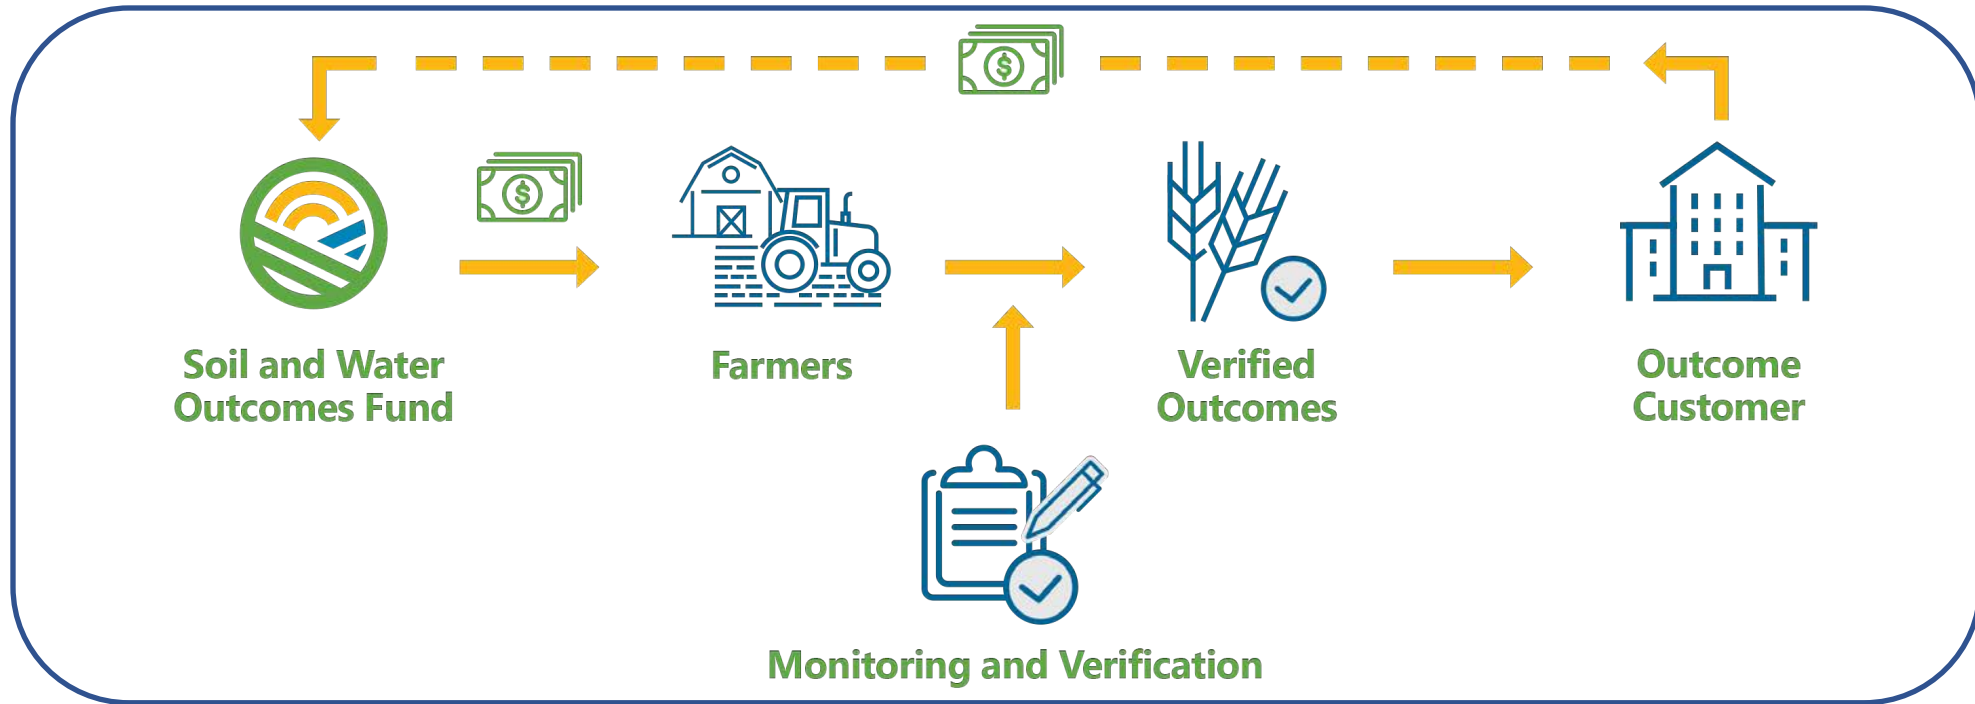 $
$
Soil and Water
Outcomes Fund
Farmers
Verified
Outcomes
Outcome
Customer
Monitoring and Verification